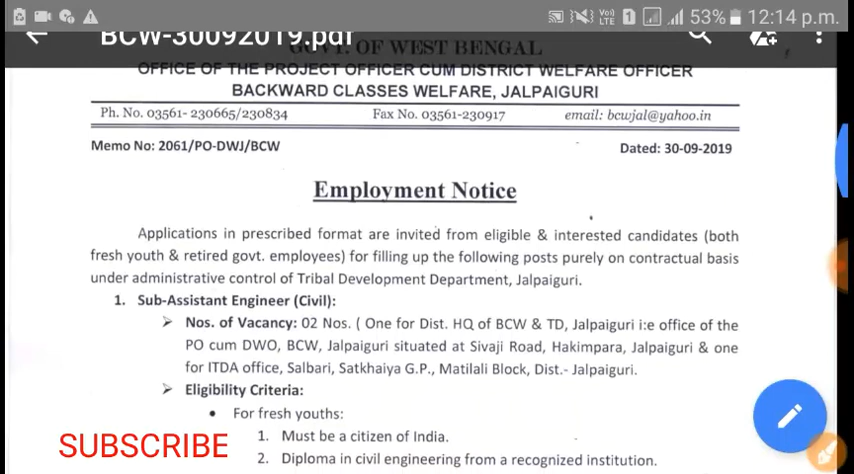 53% 12:14 p.m.
BCW-30092019.pdf
GOVT. OF WEST BENGAL
OFFICE OF THE PROJECT OFFICER CUM DISTRICT WELFARE OFFICER
BACKWARD CLASSES WELFARE, JALPAIGURI
Ph. No. 03561- 230665/230834 Fax No. 03561-230917 email: bcwjal@yahoo.in
Memo No: 2061/PO-DWJ/BCW Dated: 30-09-2019
Employment Notice
Applications in prescribed format are invited from eligible & interested candidates (both
fresh youth & retired govt. employees) for filling up the following posts purely on contractual basis
under administrative control of Tribal Development Department, Jalpaiguri.
1. Sub-Assistant Engineer (Civil):
➢ Nos. of Vacancy: 02 Nos. ( One for Dist. HQ of BCW & TD, Jalpaiguri i:e office of the
PO cum DWO, BCW, Jalpaiguri situated at Sivaji Road, Hakimpara, Jalpaiguri & one
for ITDA office, Salbari, Satkhaiya G.P., Matilali Block, Dist.- Jalpaiguri.
➢ Eligibility Criteria:
• For fresh youths:
1. Must be a citizen of India.
2. Diploma in civil engineering from a recognized institution.
SUBSCRIBE